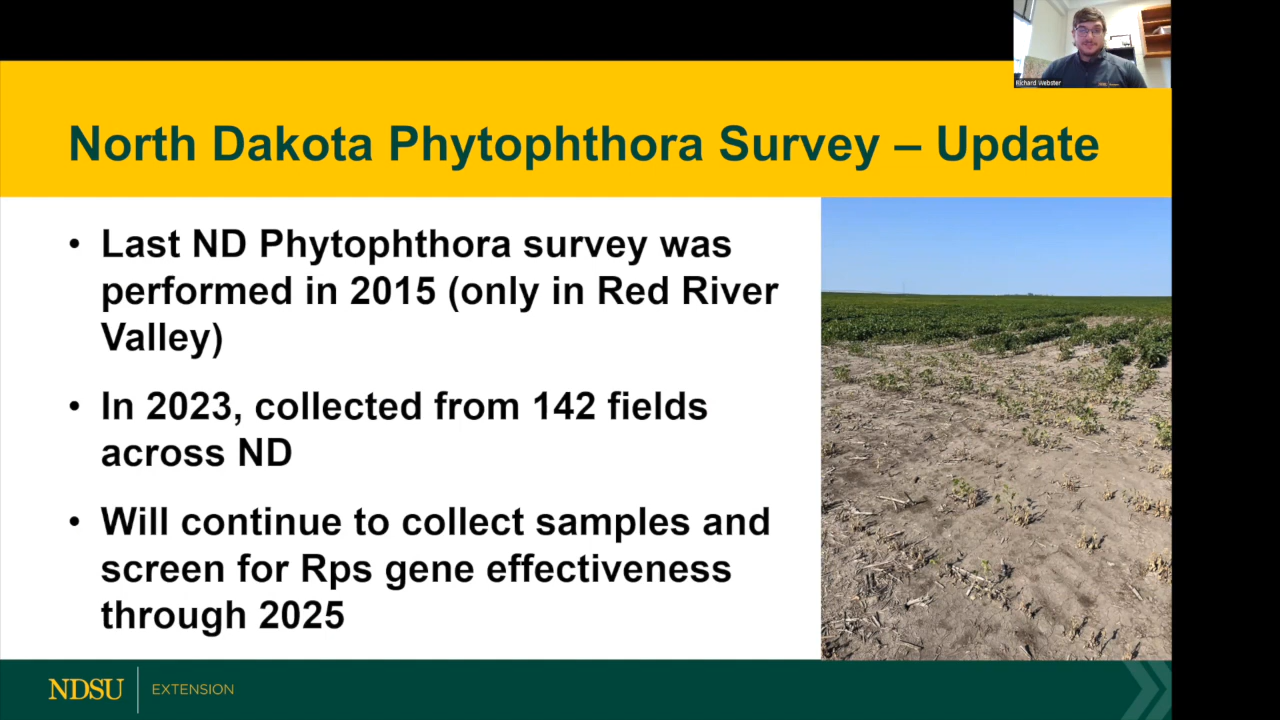 Richard Webster
North Dakota Phytophthora Survey – Update
• Last ND Phytophthora survey was
performed in 2015 (only in Red River
Valley)
• In 2023, collected from 142 fields
across ND
• Will continue to collect samples and
screen for Rps gene effectiveness
through 2025
NDSU EXTENSION